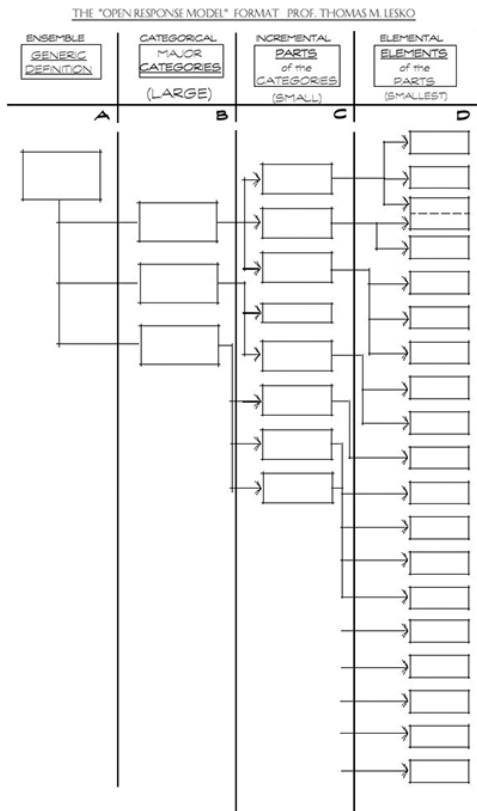 THE "OPEN RESPONSE MODEL" FORMAT PROF. THOMAS M. LESKO
ENSEMBLE
GENERIC
DEFINITION
A
CATEGORICAL
MAJOR
CATEGORIES
(LARGE)
B
INCREMENTAL
PARTS
of the
CATEGORIES
(SMALL)
C
ELEMENTAL
ELEMENTS
of the
PARTS
(SMALLEST)
D